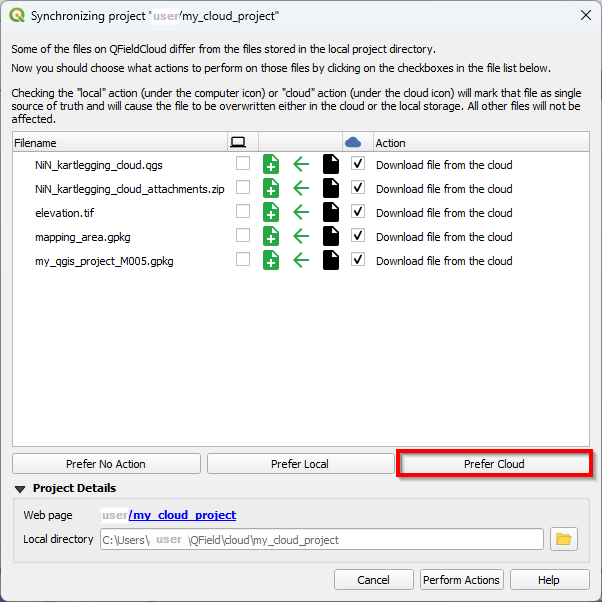 Synchronizing project "user/my_cloud_project"
Some of the files on QFieldCloud differ from the files stored in the local project directory.
Now you should choose what actions to perform on those files by clicking on the checkboxes in the file list below.
Checking the "local" action (under the computer icon) or "cloud" action (under the cloud icon) will mark that file as single
source of truth and will cause the file to be overwritten either in the cloud or the local storage. All other files will not be
affected.
Filename Action
NiN_kartlegging_cloud.qgs Download file from the cloud
NiN_kartlegging_cloud_attachments.zip Download file from the cloud
elevation.tif Download file from the cloud
mapping_area.gpkg Download file from the cloud
my_qgis_project_M005.gpkg Download file from the cloud
Prefer No Action Prefer Local Prefer Cloud
Project Details
Web page user/my_cloud_project
Local directory C:\Users\ user \QField\cloud\my_cloud_project
Cancel Perform Actions Help